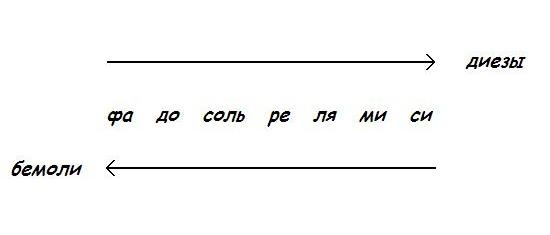 диезы
фа до соль ре ля ми си
бемоли